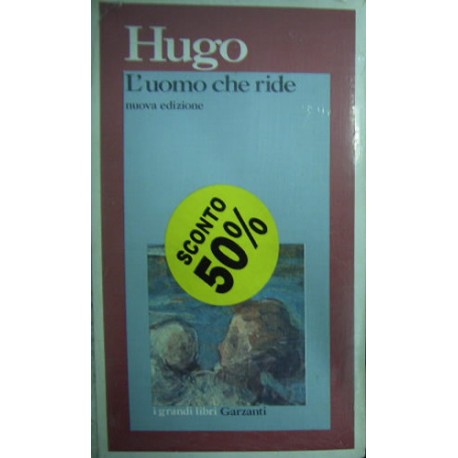 Hugo
L'uomo che ride
nuova edizione
SCONTO
50%
i grandi libri Garzanti